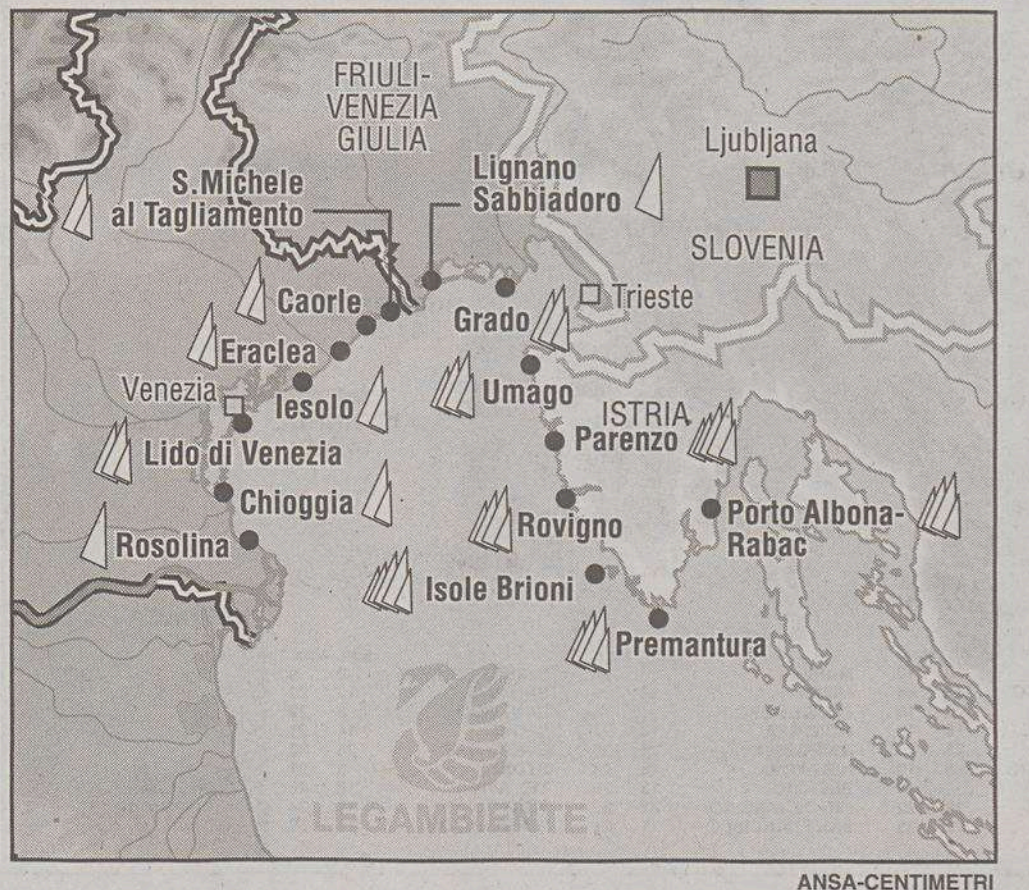 FRIULI-
VENEZIA
GIULIA
Ljubljana
S.Michele
al Tagliamento
Lignano
Sabbiadoro
SLOVENIA
Caorle
Grado
Trieste
Eraclea
Venezia
Iesolo
Umago
ISTRIA
Parenzo
Lido di Venezia
Chioggia
Rovigno
Porto Albona-
Rabac
Rosolina
Isole Brioni
Premantura
LEGAMBIENTE
ANSA-CENTIMETRI